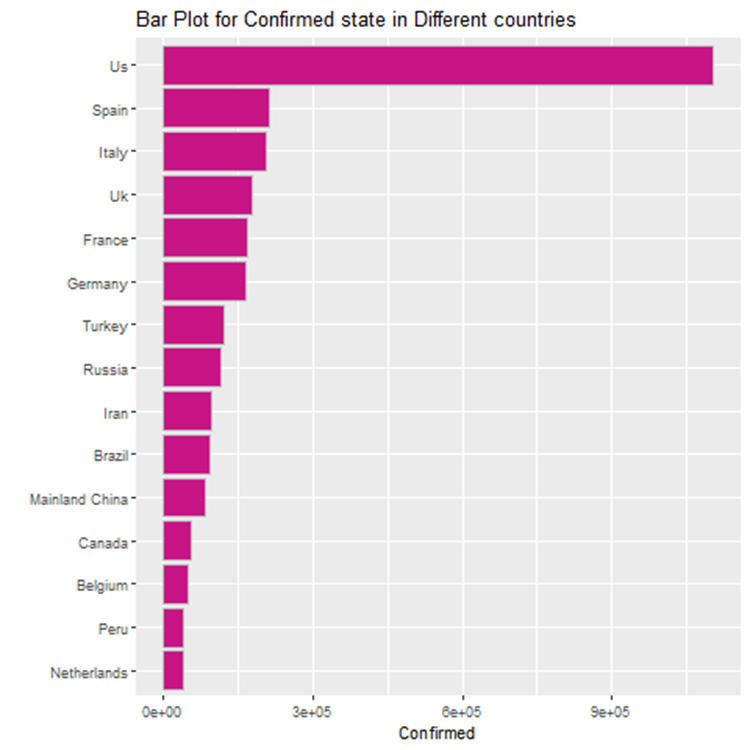 Bar Plot for Confirmed state in Different countries
Us
Spain
Italy
Uk
France
Germany
Turkey
Russia
Iran
Brazil
Mainland China
Canada
Belgium
Peru
Netherlands
0e+00 3e+05 6e+05 9e+05
Confirmed